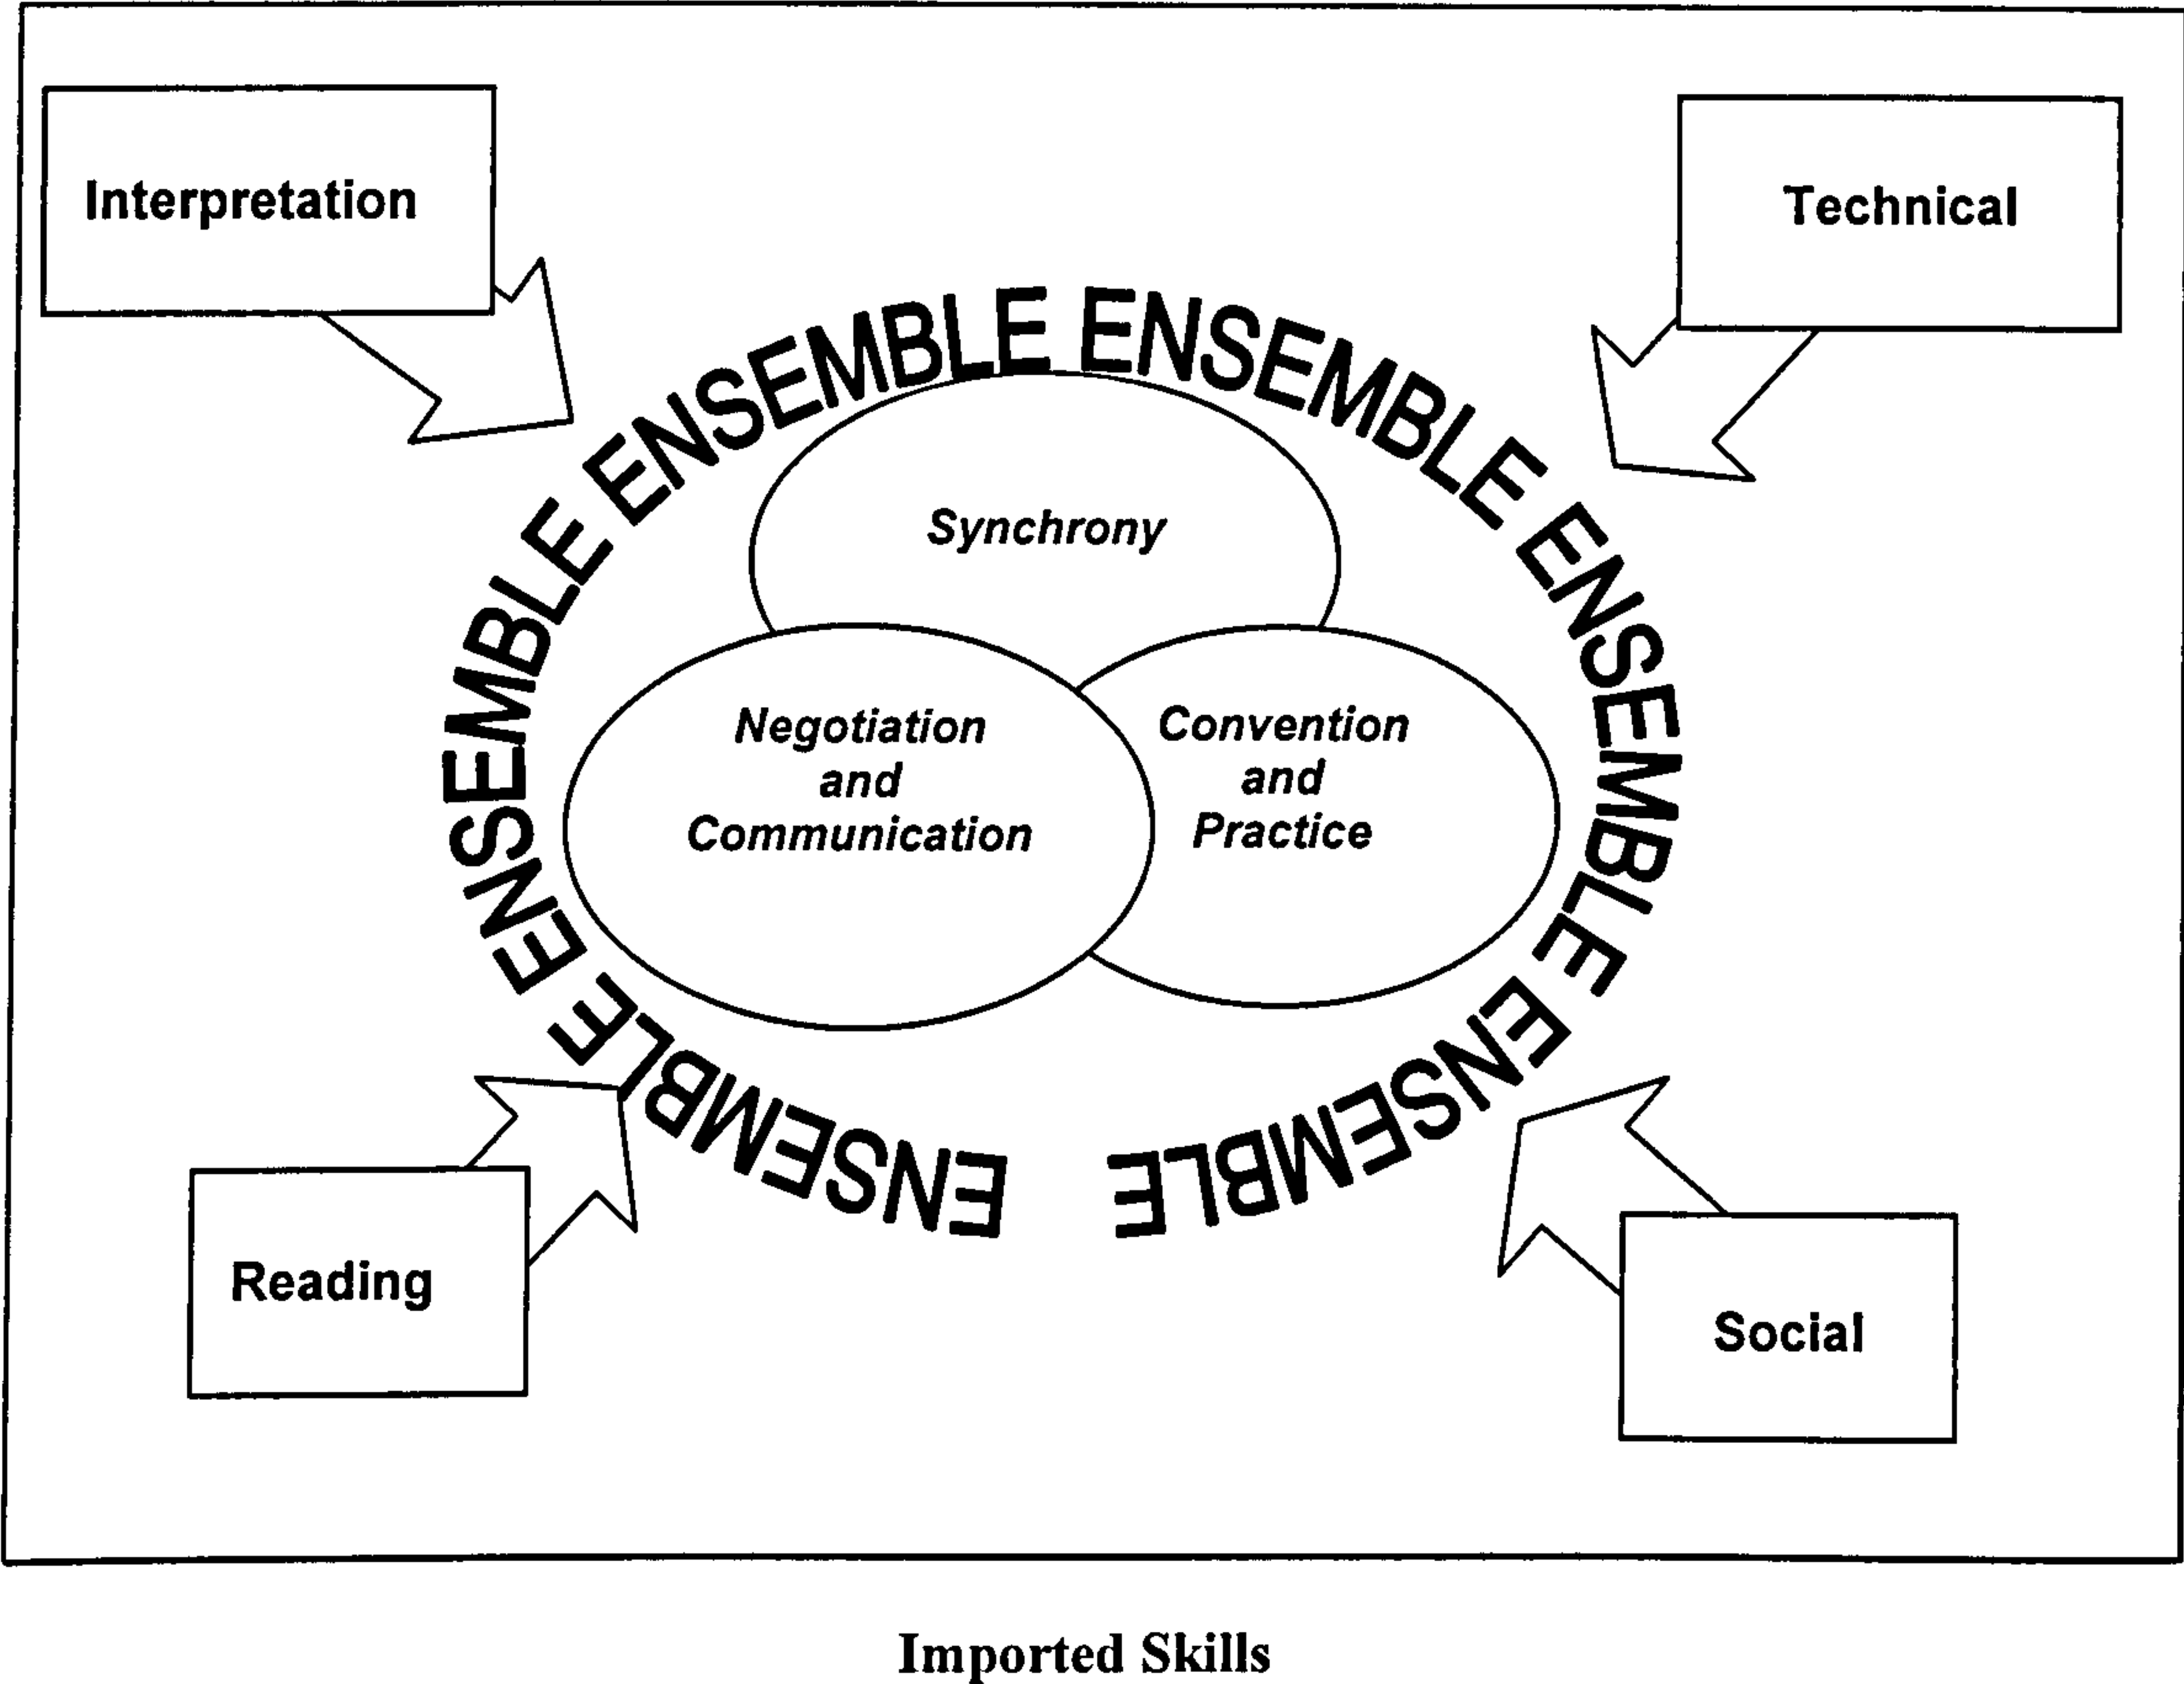 Interpretation
Technical
ENSEMBLE ENSEMBLE ENSEMBLE ENSEMBLE ENSEMBLE ENSEMBLE
Synchrony
Negotiation
and
Communication
Convention
and
Practice
Reading
Social
Imported Skills